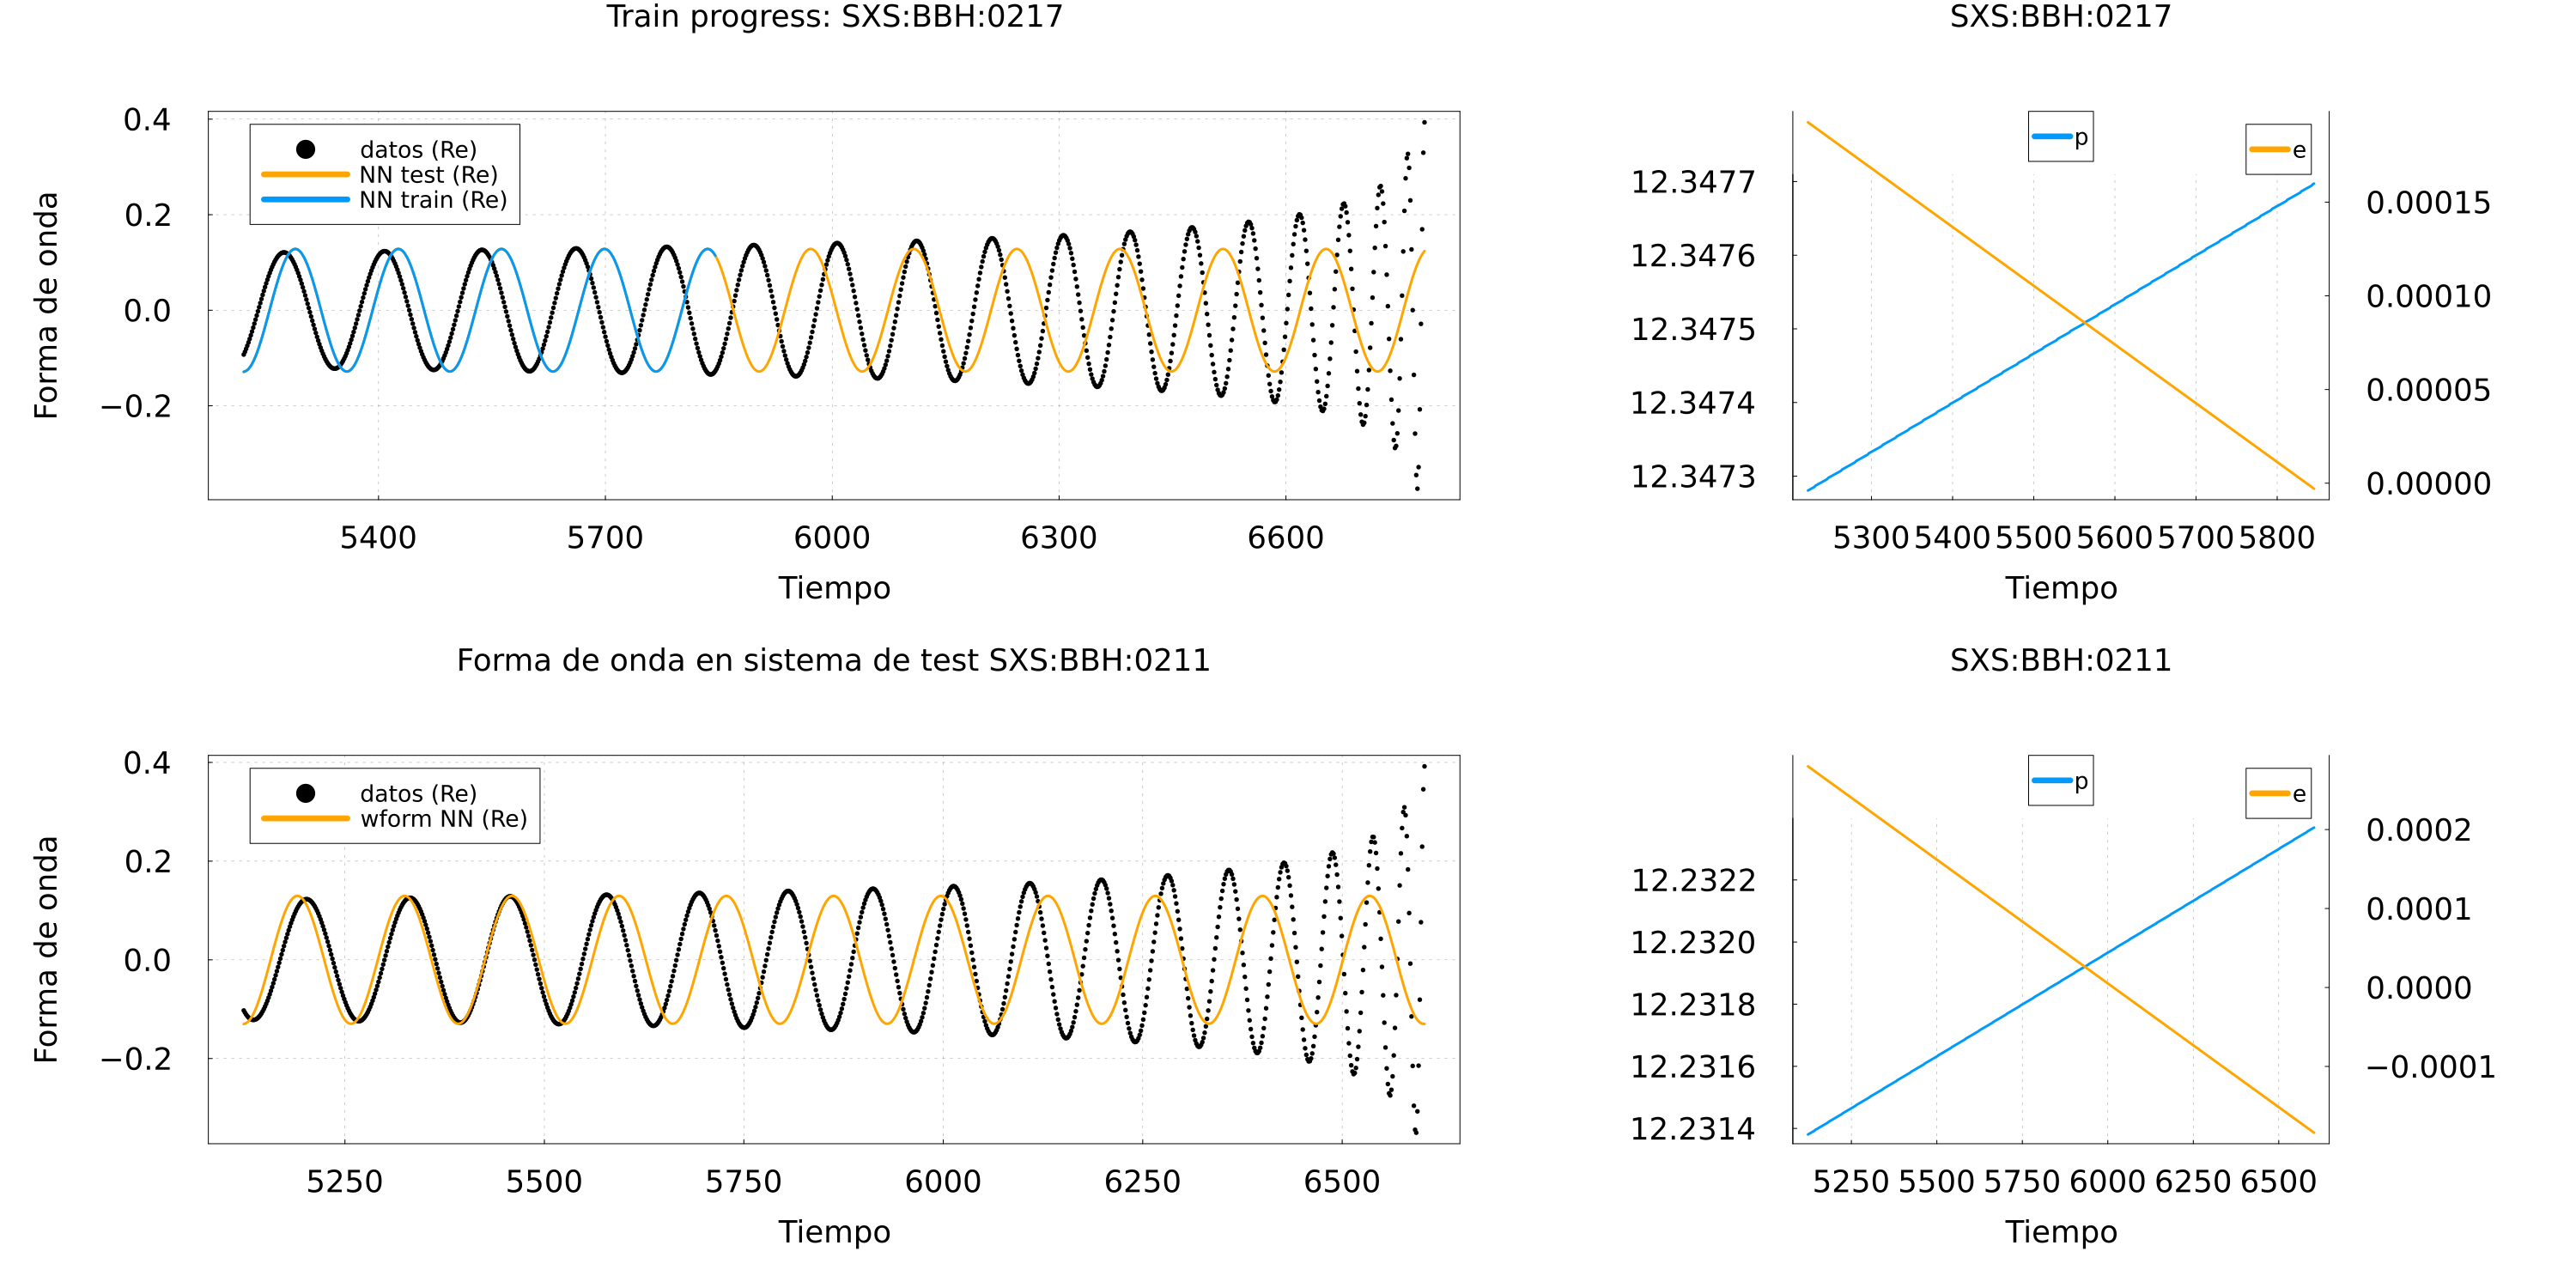 Train progress: SXS:BBH:0217
datos (Re)
NN test (Re)
NN train (Re)
0.4
0.2
0.0
−0.2
Forma de onda
5400 5700 6000 6300 6600
Tiempo
SXS:BBH:0217
p
e
12.3477
12.3476
12.3475
12.3474
12.3473
0.00015
0.00010
0.00005
0.00000
5300 5400 5500 5600 5700 5800
Tiempo
Forma de onda en sistema de test SXS:BBH:0211
datos (Re)
wform NN (Re)
0.4
0.2
0.0
−0.2
Forma de onda
5250 5500 5750 6000 6250 6500
Tiempo
SXS:BBH:0211
p
e
12.2322
12.2320
12.2318
12.2316
12.2314
0.0002
0.0001
0.0000
−0.0001
5250 5500 5750 6000 6250 6500
Tiempo